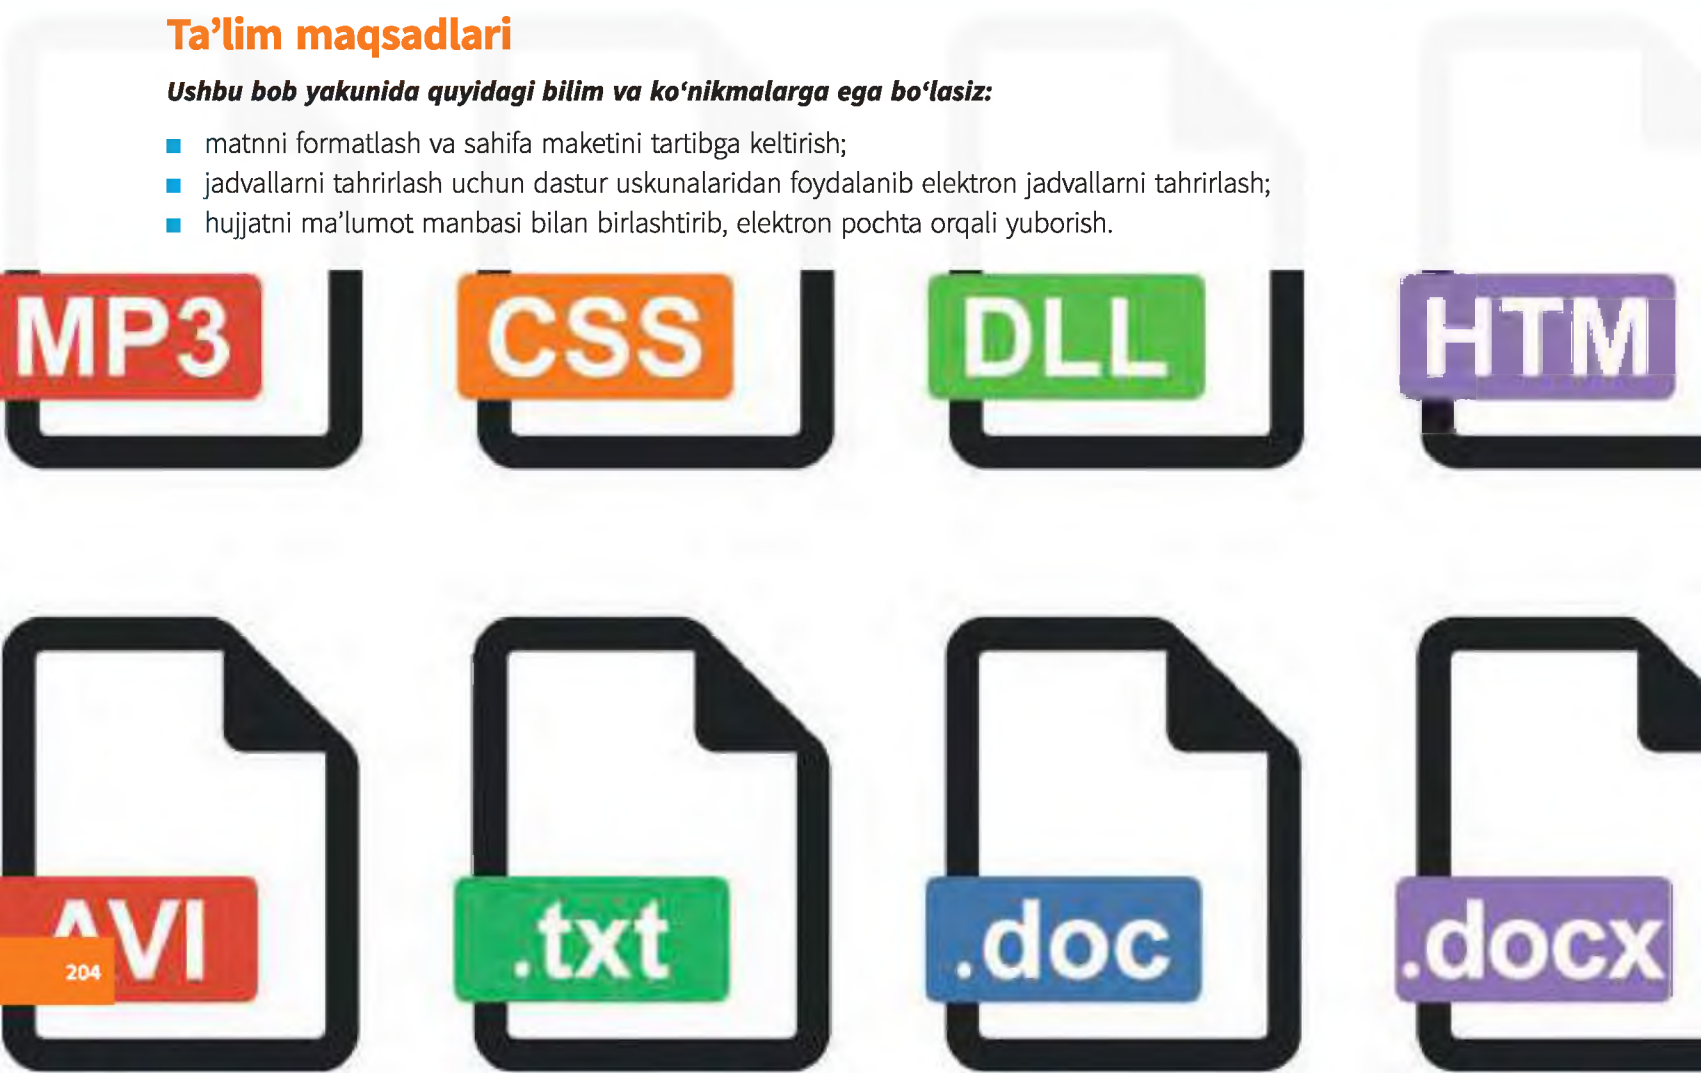 Ta’lim maqsadlari
Ushbu bob yakunida quyidagi bilim va ko‘nikmalarga ega bo‘lasiz:
matnni formatlash va sahifa maketini tartibga keltirish;
jadvallarni tahrirlash uchun dastur uskunalaridan foydalanib elektron jadvallarni tahrirlash;
hujjatni ma’lumot manbasi bilan birlashtirib, elektron pochta orqali yuborish.
MP3 CSS DLL HTM
AVI .txt .doc .docx
204